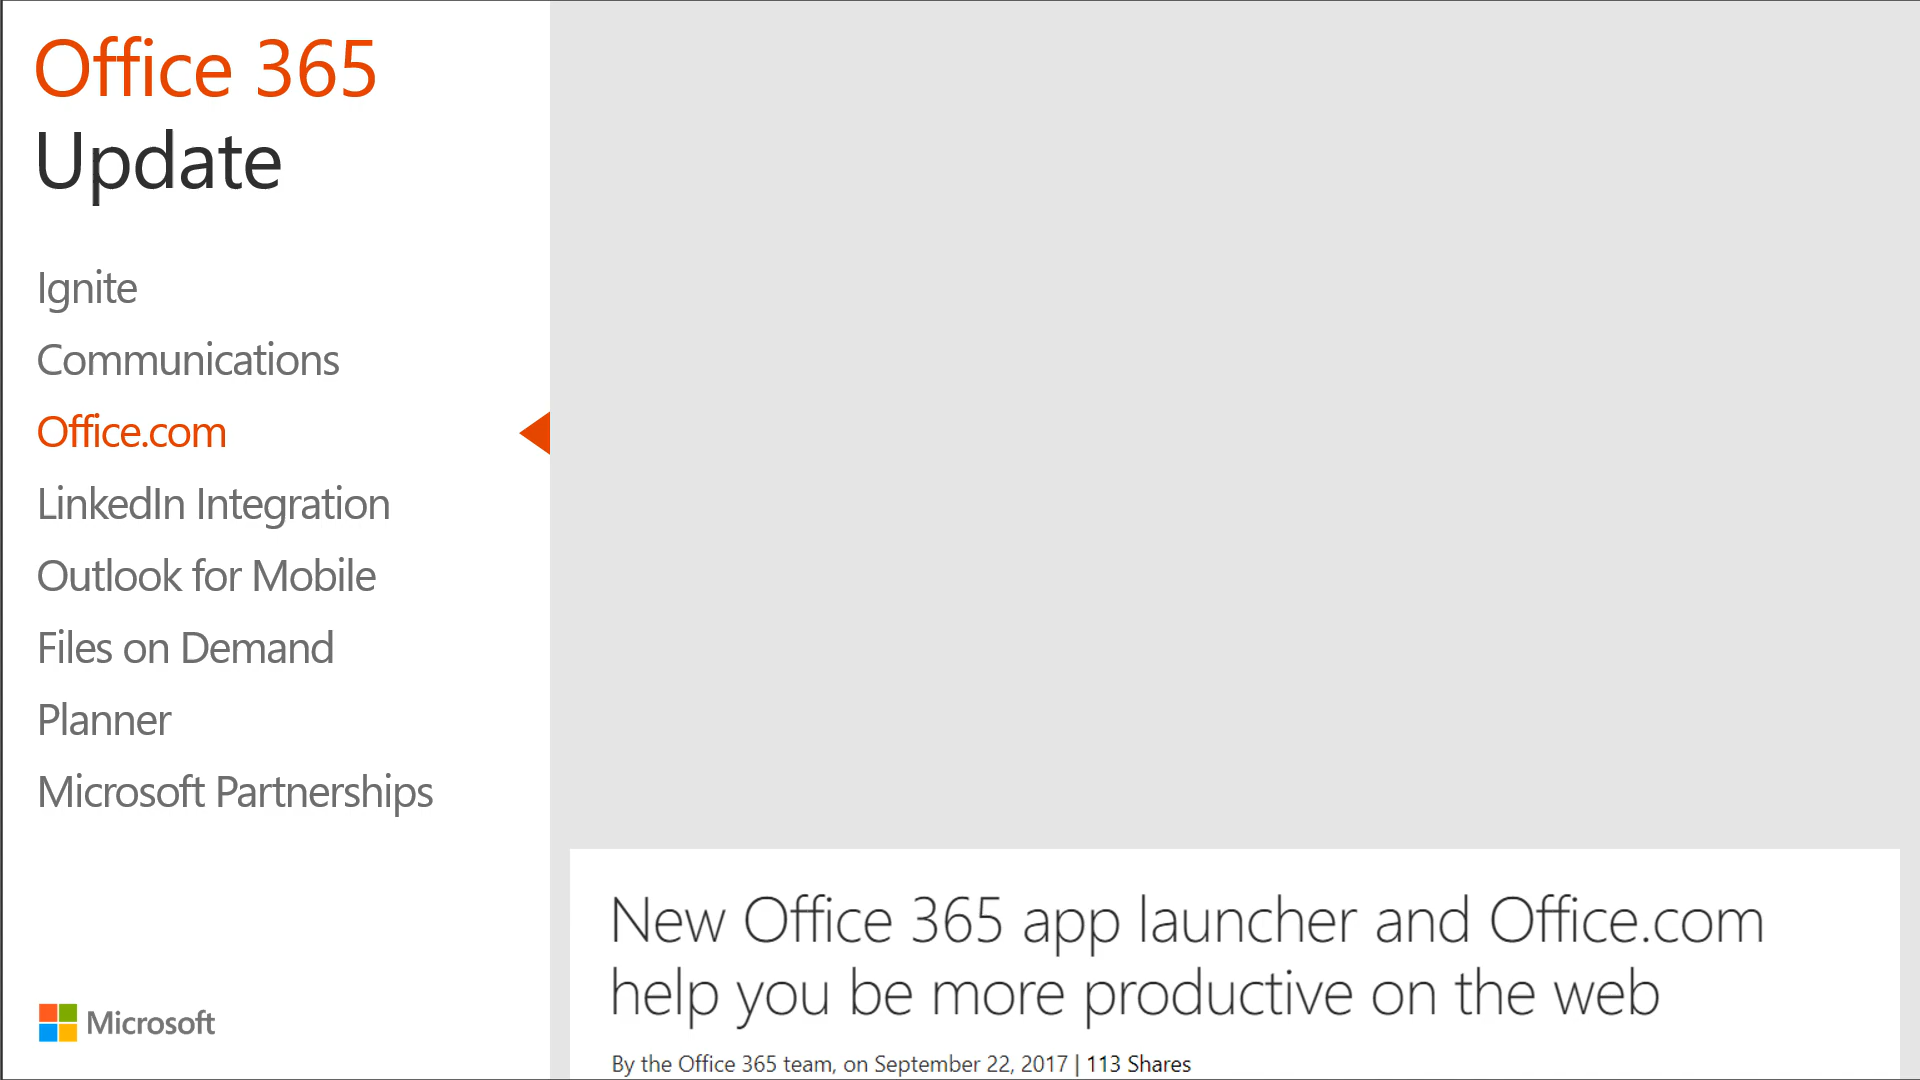 Office 365
Update
Ignite
Communications
Office.com
LinkedIn Integration
Outlook for Mobile
Files on Demand
Planner
Microsoft Partnerships
Microsoft
New Office 365 app launcher and Office.com
help you be more productive on the web
By the Office 365 team, on September 22, 2017 | 113 Shares